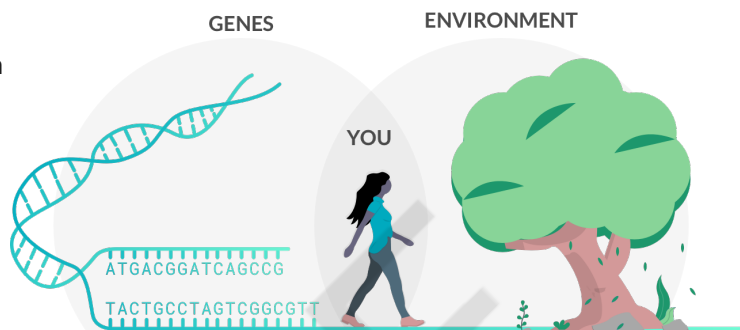 GENES
ENVIRONMENT
YOU
ATGACGGATCAGCCG
TACTGCCTAGTCGGCGTT